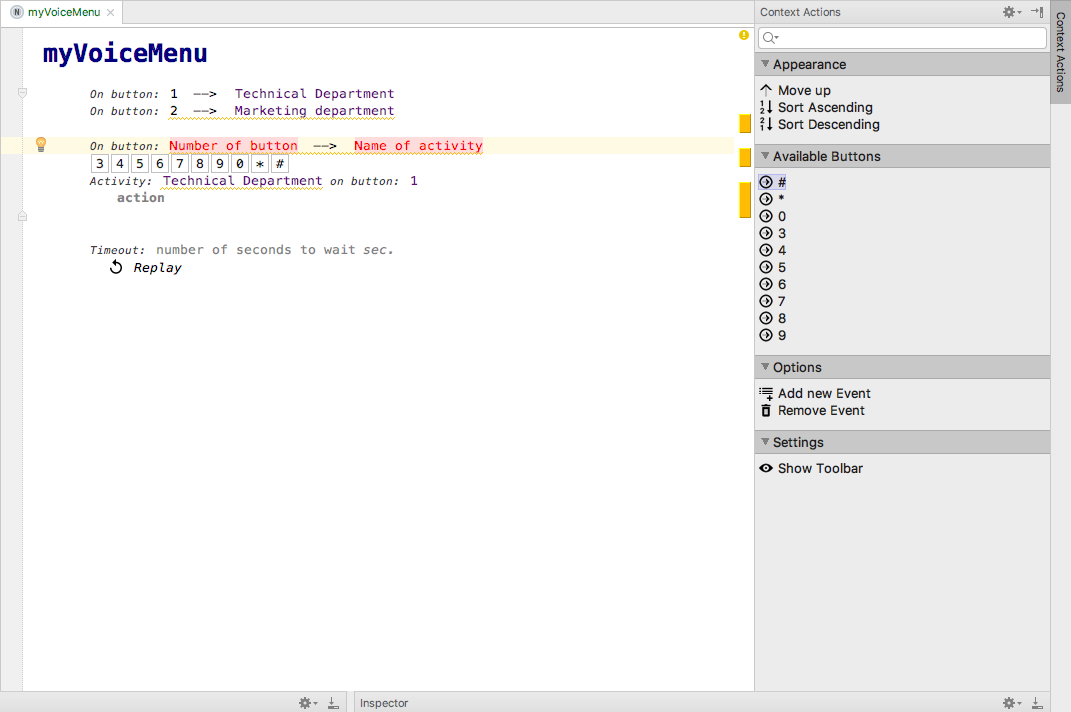 N myVoiceMenu
myVoiceMenu
On button: 1 ——> Technical Department
On button: 2 ——> Marketing department
On button: Number of button ——> Name of activity
3 4 5 6 7 8 9 0 * #
Activity: Technical Department on button: 1
action
Timeout: number of seconds to wait sec.
Replay
Context Actions
Appearance
Move up
Sort Ascending
Sort Descending
Available Buttons
#
*
0
3
4
5
6
7
8
9
Options
Add new Event
Remove Event
Settings
Show Toolbar
Context Actions
Inspector